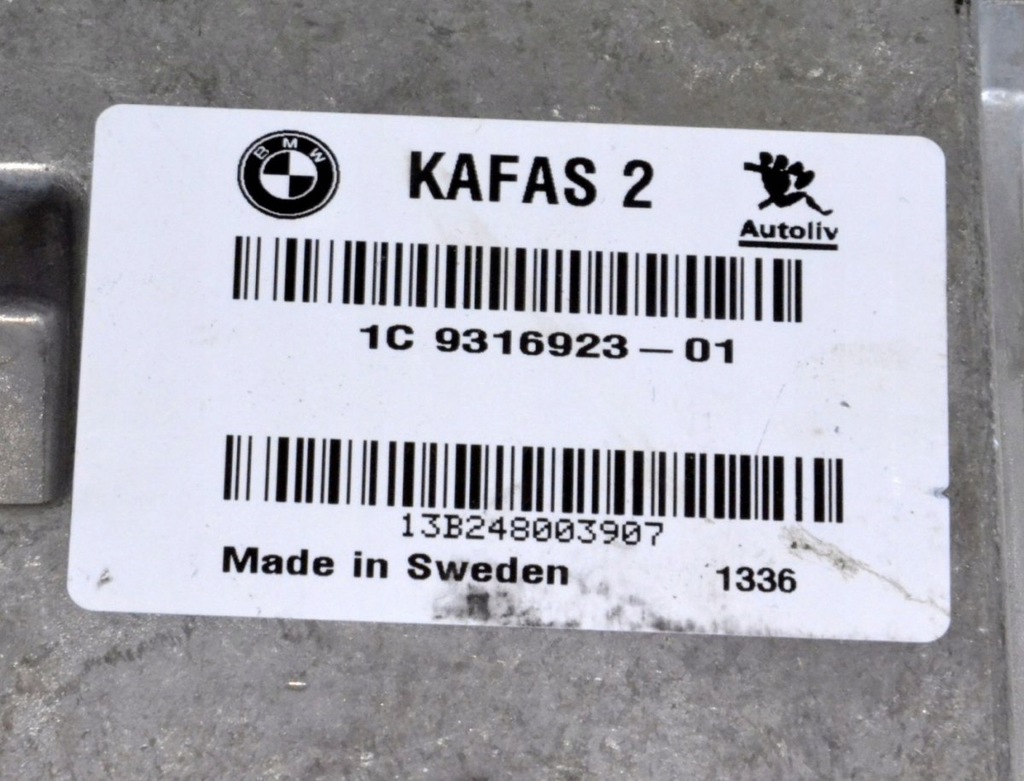 BMW KAFAS 2
Autoliv
1C 9316923-01
13B248003907
Made in Sweden 1336